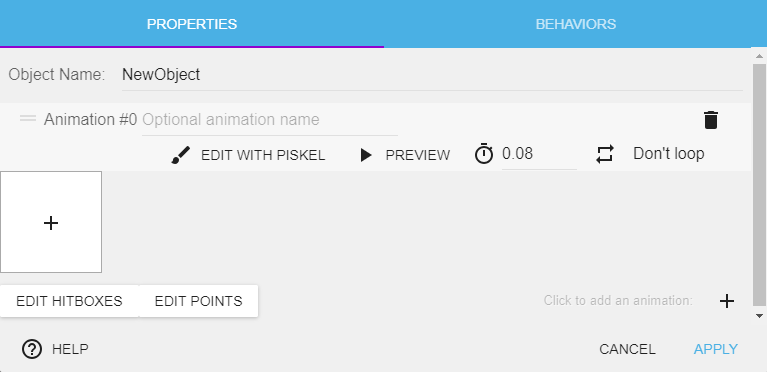 PROPERTIES BEHAVIORS
Object Name: NewObject
Animation #0 Optional animation name
EDIT WITH PISKEL PREVIEW 0.08 Don't loop
EDIT HITBOXES EDIT POINTS Click to add an animation:
HELP CANCEL APPLY